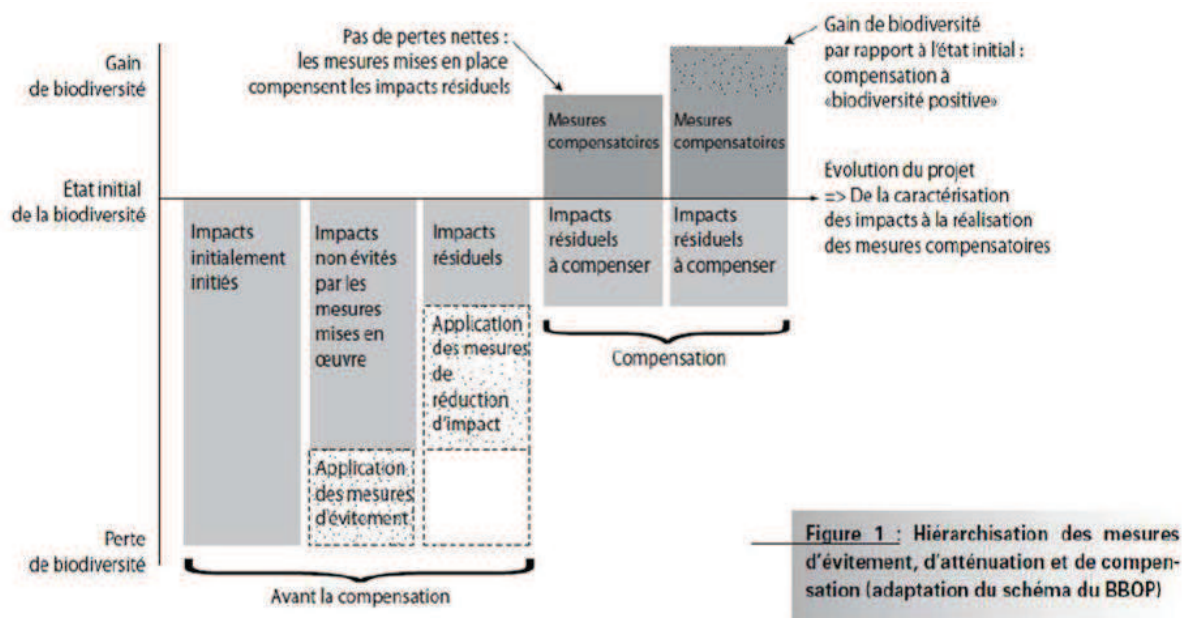 Gain
de biodiversité
État initial
de la biodiversité
Perte
de biodiversité
Pas de pertes nettes :
les mesures mises en place
compensent les impacts résiduels
Gain de biodiversité
par rapport à l'état initial :
compensation à
«biodiversité positive»
Mesures
compensatoires
Mesures
compensatoires
Évolution du projet
=> De la caractérisation
des impacts à la réalisation
des mesures compensatoires
Impacts
initialement
initiés
Impacts
non évités
par les
mesures
mises en
œuvre
Impacts
résiduels
Impacts
résiduels
à compenser
Impacts
résiduels
à compenser
Application
des mesures
de
réduction
d'impact
Application
des mesures
d'évitement
Compensation
Avant la compensation
Figure 1 : Hiérarchisation des mesures
d'évitement, d'atténuation et de compen-
sation (adaptation du schéma du BBOP)